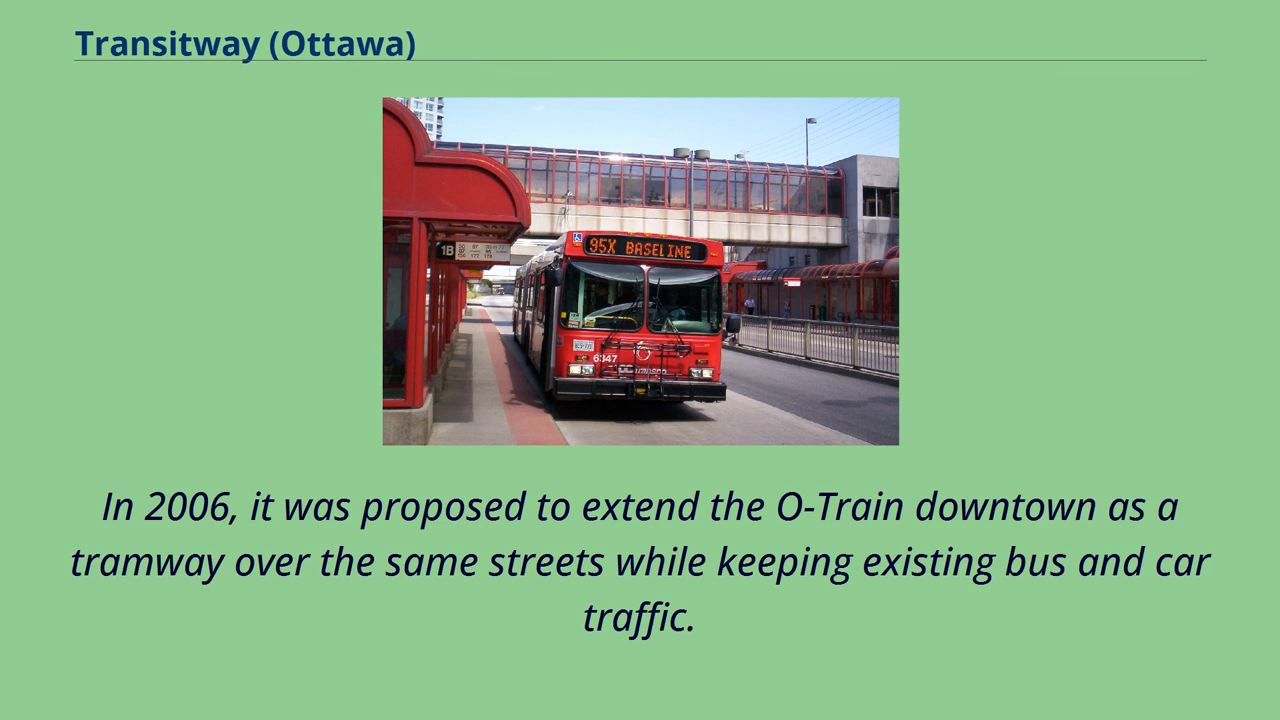 Transitway (Ottawa)
95X BASELINE
1B
6347
In 2006, it was proposed to extend the O-Train downtown as a
tramway over the same streets while keeping existing bus and car
traffic.